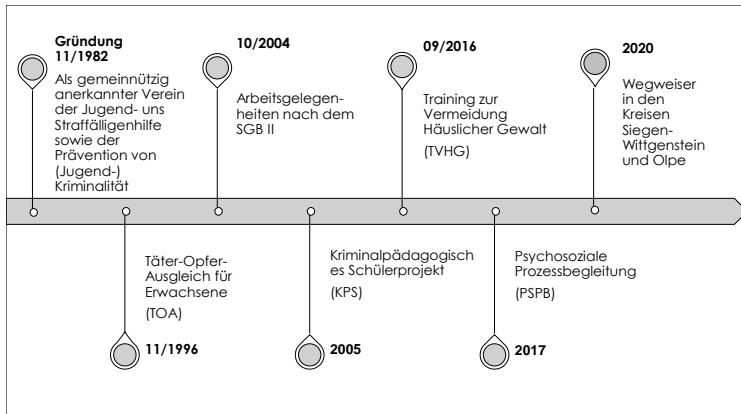 Gründung
11/1982
Als gemeinnützig
anerkannter Verein
der Jugend- uns
Straffälligenhilfe
sowie der
Prävention von
(Jugend-)
Kriminalität
10/2004
Arbeitsgelegen-
heiten nach dem
SGB II
09/2016
Training zur
Vermeidung
Häuslicher Gewalt
(TVHG)
2020
Wegweiser
in den
Kreisen
Siegen-
Wittgenstein
und Olpe
Täter-Opfer-
Ausgleich für
Erwachsene
(TOA)
11/1996
Kriminalpädagogisch
es Schülerprojekt
(KPS)
2005
Psychosoziale
Prozessbegleitung
(PSPB)
2017